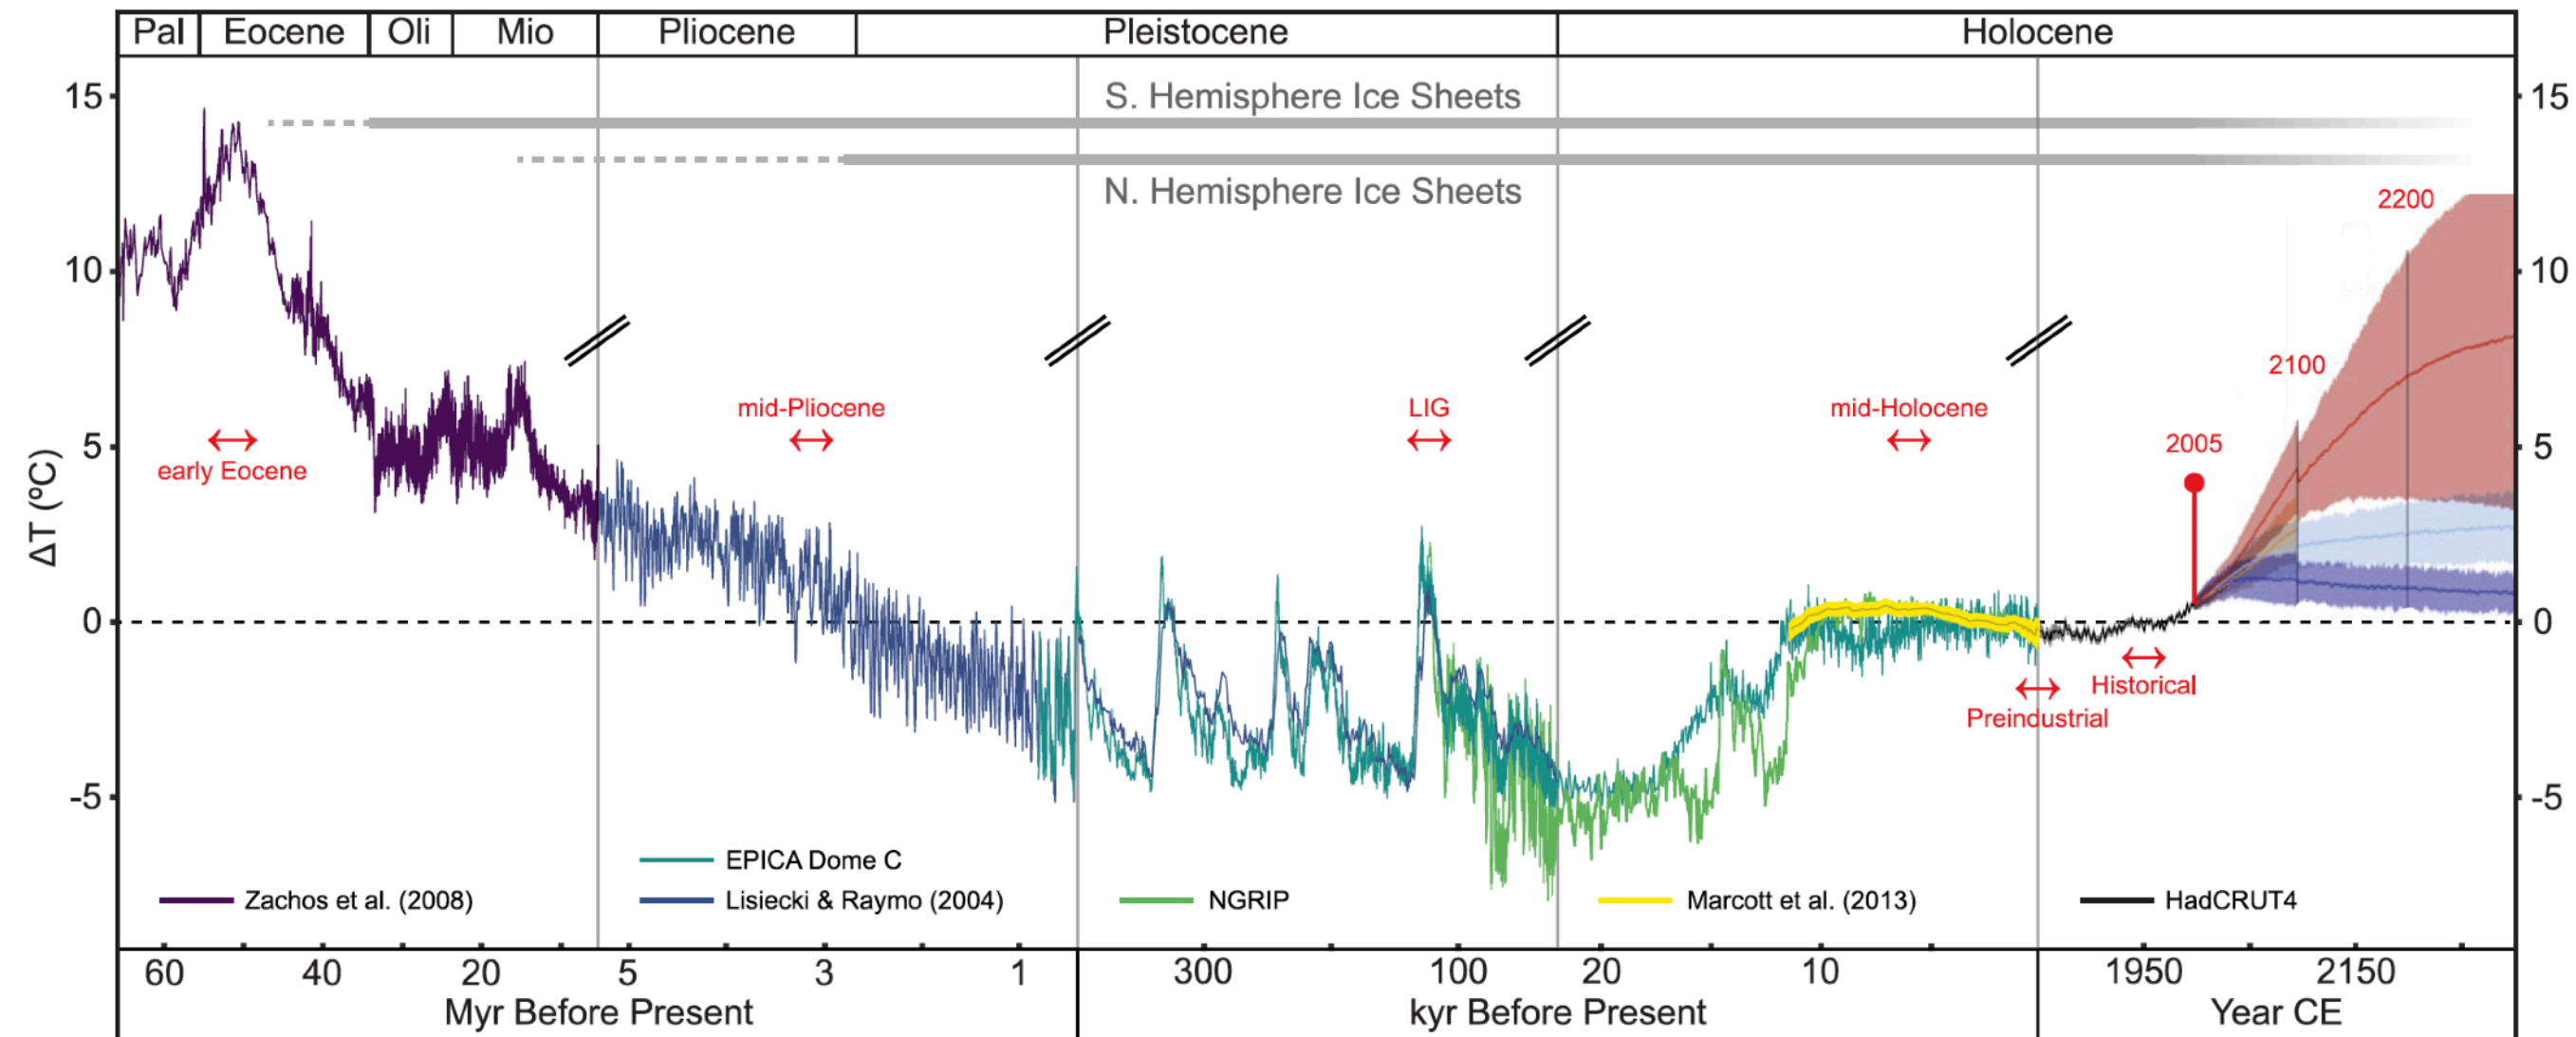 Pal Eocene Oli Mio Pliocene Pleistocene Holocene
15 S. Hemisphere Ice Sheets 15
N. Hemisphere Ice Sheets
2200
10 10
2100
mid-Pliocene LIG mid-Holocene
5 2005 5
early Eocene
ΔT (ºC)
0 0
Historical
Preindustrial
-5 -5
EPICA Dome C
Zachos et al. (2008) Lisiecki & Raymo (2004) NGRIP Marcott et al. (2013) HadCRUT4
60 40 20 5 3 1 300 100 20 10 1950 2150
Myr Before Present kyr Before Present Year CE